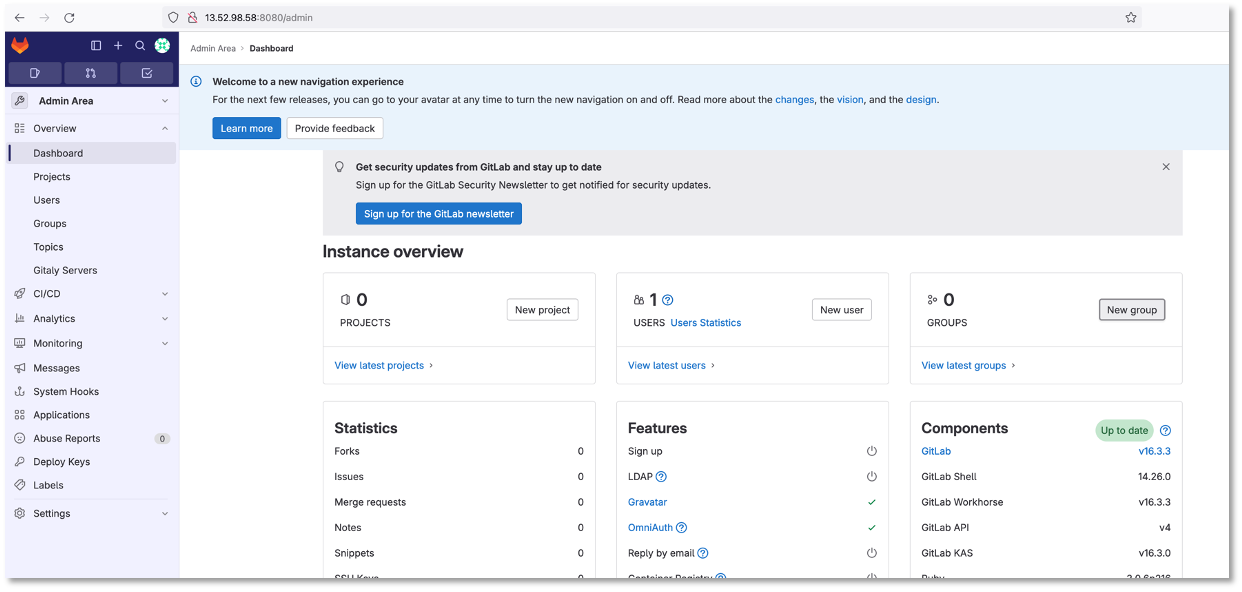 13.52.98.58:8080/admin
Admin Area › Dashboard
Admin Area
Overview
Dashboard
Projects
Users
Groups
Topics
Gitaly Servers
CI/CD
Analytics
Monitoring
Messages
System Hooks
Applications
Abuse Reports 0
Deploy Keys
Labels
Settings
Welcome to a new navigation experience
For the next few releases, you can go to your avatar at any time to turn the new navigation on and off. Read more about the changes, the vision, and the design.
Learn more Provide feedback
Get security updates from GitLab and stay up to date
Sign up for the GitLab Security Newsletter to get notified for security updates.
Sign up for the GitLab newsletter
Instance overview
0
PROJECTS
New project
View latest projects ›
1
USERS Users Statistics
New user
View latest users ›
0
GROUPS
New group
View latest groups ›
Statistics
Forks 0
Issues 0
Merge requests 0
Notes 0
Snippets 0
SSH Keys 0
Features
Sign up
LDAP
Gravatar
OmniAuth
Reply by email
Container Registry
Components Up to date
GitLab v16.3.3
GitLab Shell 14.26.0
GitLab Workhorse v16.3.3
GitLab API v4
GitLab KAS v16.3.0
Ruby